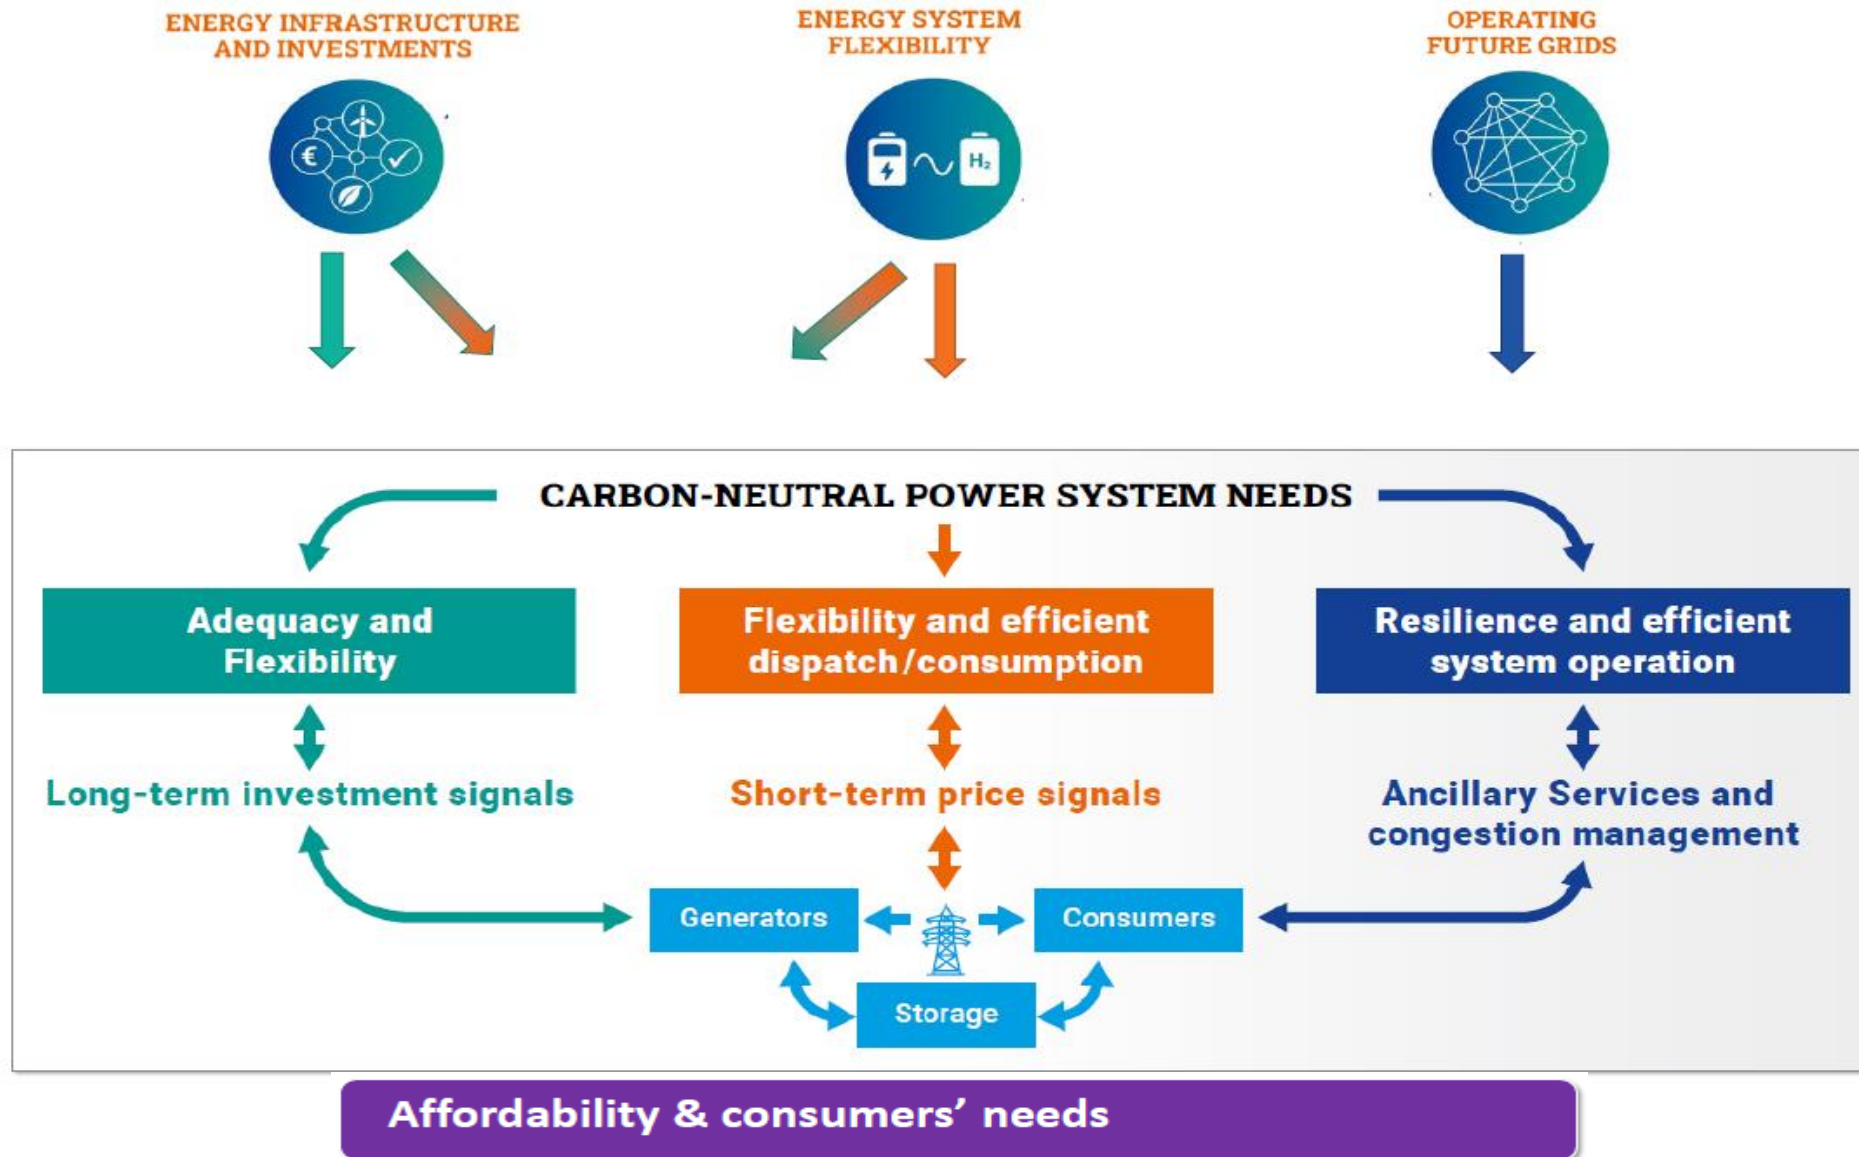 ENERGY INFRASTRUCTURE
AND INVESTMENTS
ENERGY SYSTEM
FLEXIBILITY
OPERATING
FUTURE GRIDS
€
H₂
CARBON-NEUTRAL POWER SYSTEM NEEDS
Adequacy and
Flexibility
Flexibility and efficient
dispatch/consumption
Resilience and efficient
system operation
Long-term investment signals
Short-term price signals
Ancillary Services and
congestion management
Generators
Consumers
Storage
Affordability & consumers’ needs